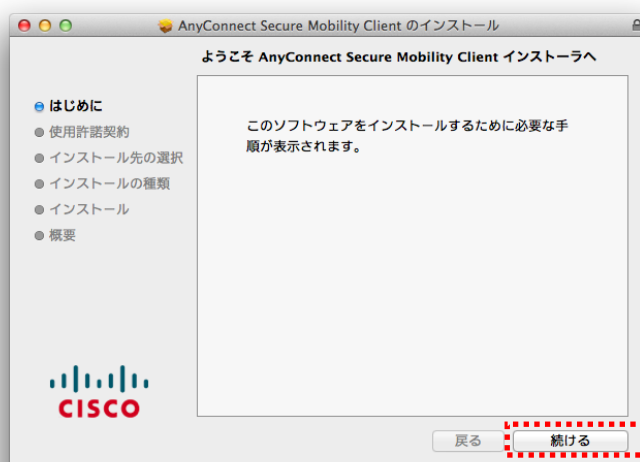 AnyConnect Secure Mobility Client のインストール
ようこそ AnyConnect Secure Mobility Client インストーラへ
はじめに
使用許諾契約
インストール先の選択
インストールの種類
インストール
概要
このソフトウェアをインストールするために必要な手
順が表示されます。
CISCO
戻る
続ける